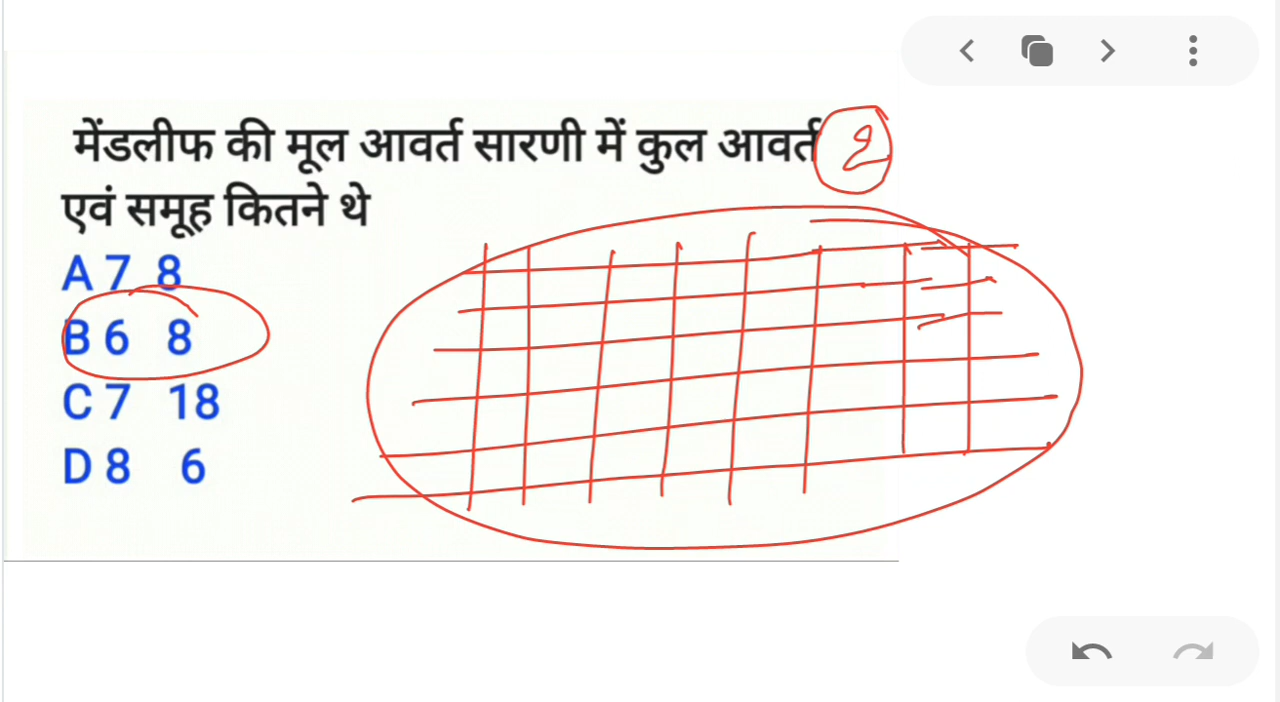 मेंडलीफ की मूल आवर्त सारणी में कुल आवर्त 2
एवं समूह कितने थे
A 7 8
B 6 8
C 7 18
D 8 6